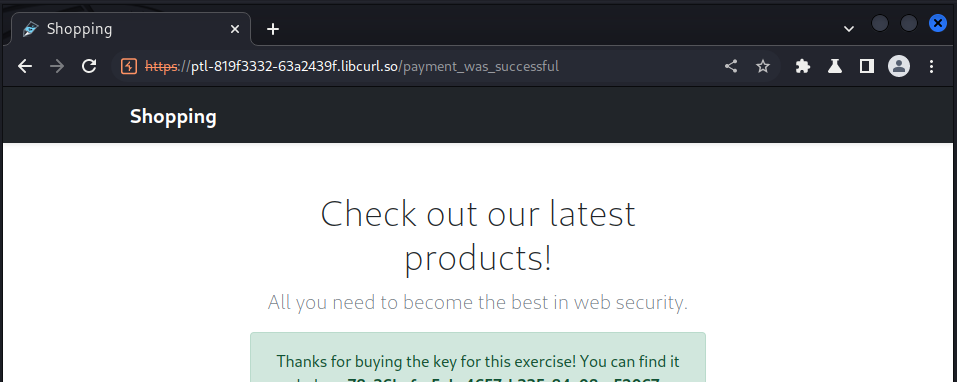 Shopping
https://ptl-819f3332-63a2439f.libcurl.so/payment_was_successful
Shopping
Check out our latest
products!
All you need to become the best in web security.
Thanks for buying the key for this exercise! You can find it